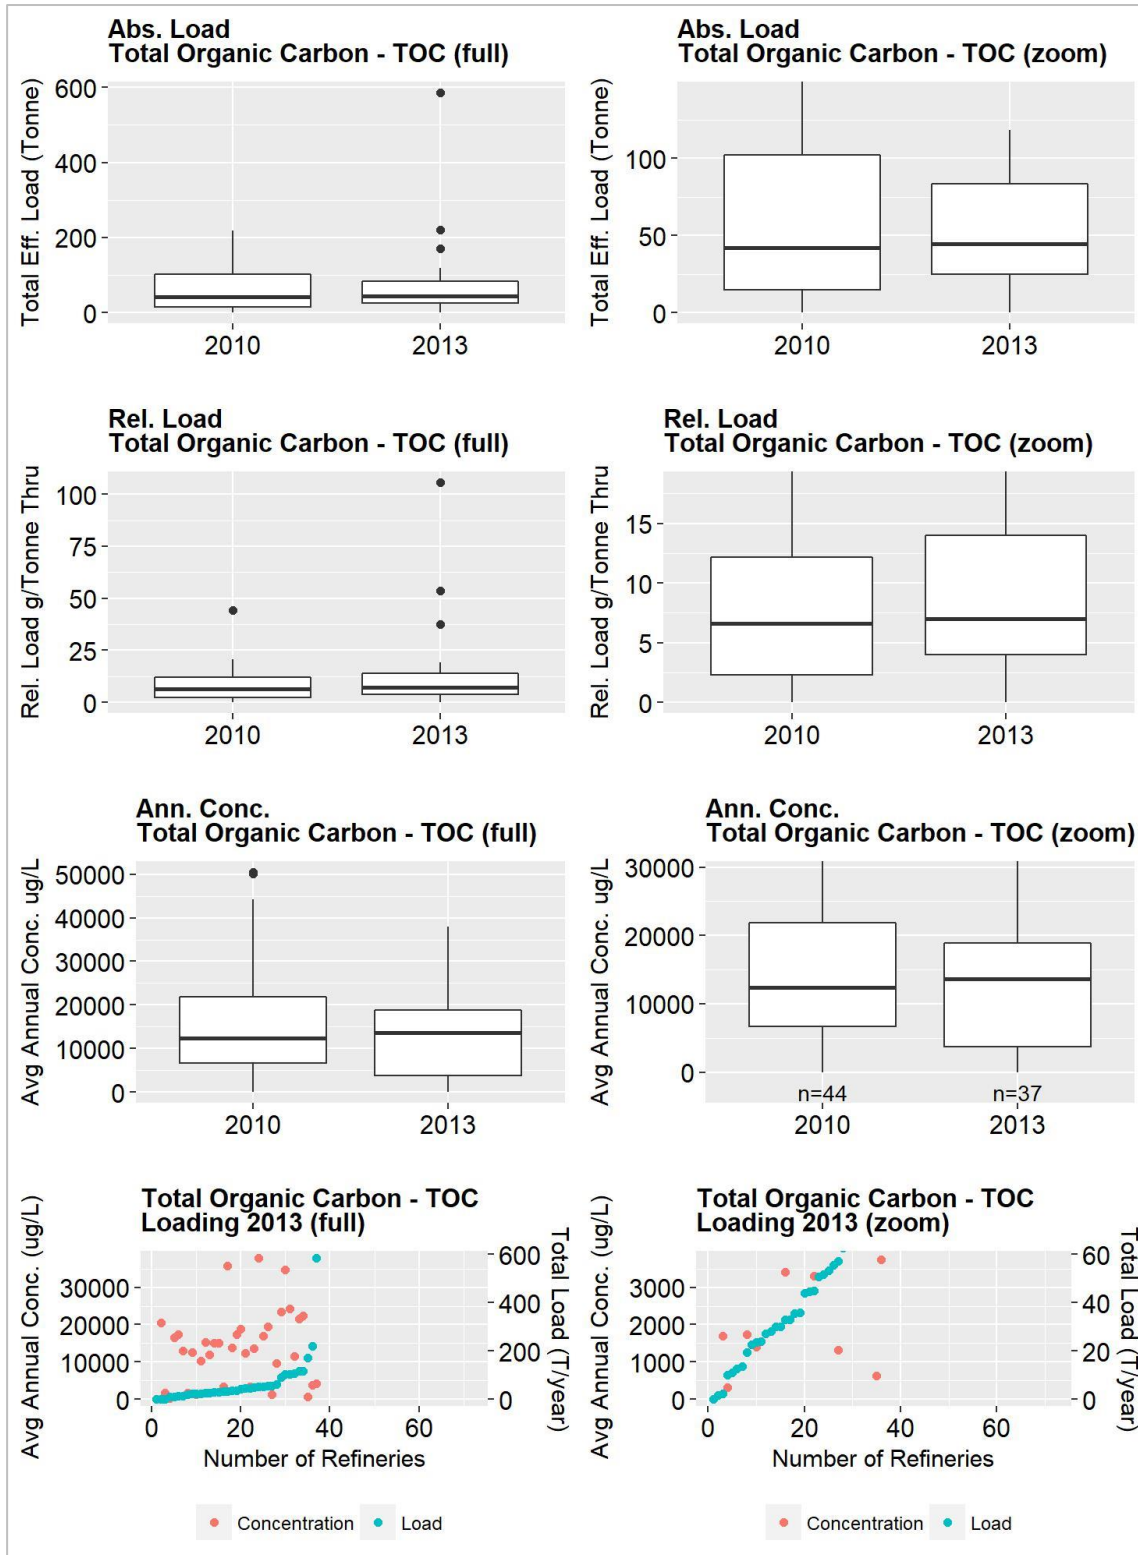 Abs. Load
Total Organic Carbon - TOC (full)
Total Eff. Load (Tonne)
600
400
200
0
2010
2013
Abs. Load
Total Organic Carbon - TOC (zoom)
Total Eff. Load (Tonne)
100
50
0
2010
2013
Rel. Load
Total Organic Carbon - TOC (full)
Rel. Load g/Tonne Thru
100
75
50
25
0
2010
2013
Rel. Load
Total Organic Carbon - TOC (zoom)
Rel. Load g/Tonne Thru
15
10
5
0
2010
2013
Ann. Conc.
Total Organic Carbon - TOC (full)
Avg Annual Conc. ug/L
50000
40000
30000
20000
10000
0
2010
2013
Ann. Conc.
Total Organic Carbon - TOC (zoom)
Avg Annual Conc. ug/L
30000
20000
10000
0
n=44
n=37
2010
2013
Total Organic Carbon - TOC
Loading 2013 (full)
Avg Annual Conc. (ug/L)
30000
20000
10000
0
600
400
200
0
Total Load (T/year)
0
20
40
60
Number of Refineries
Concentration
Load
Total Organic Carbon - TOC
Loading 2013 (zoom)
Avg Annual Conc. (ug/L)
3000
2000
1000
0
60
40
20
0
Total Load (T/year)
0
20
40
60
Number of Refineries
Concentration
Load